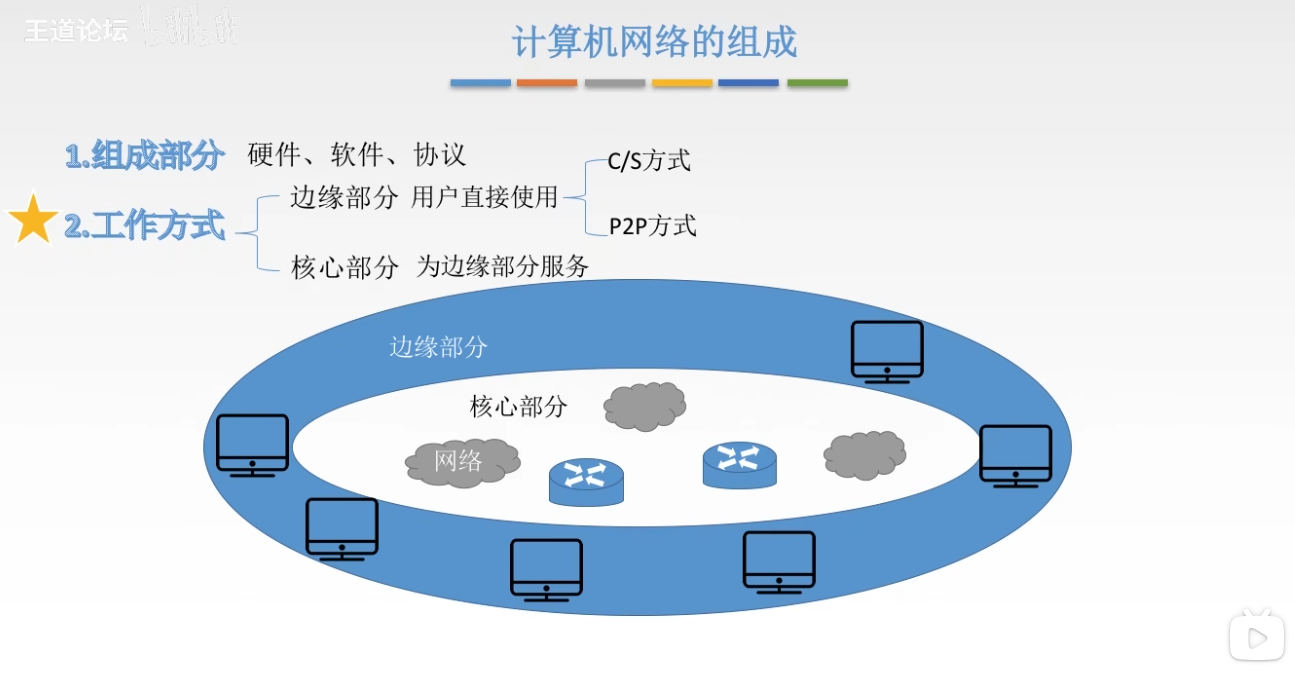 王道论坛 bilibili
计算机网络的组成
1.组成部分 硬件、软件、协议
C/S方式
边缘部分 用户直接使用
2.工作方式
P2P方式
核心部分 为边缘部分服务
边缘部分
核心部分
网络